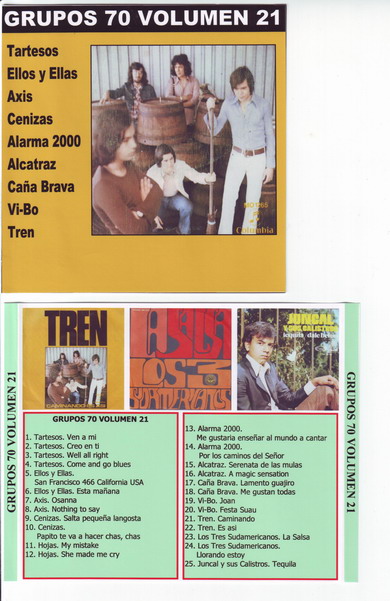 GRUPOS 70 VOLUMEN 21
Tartesos
Ellos y Ellas
Axis
Cenizas
Alarma 2000
Alcatraz
Caña Brava
Vi-Bo
Tren
Columbia
TREN
CAMINANDO
LOS 3
JUNCAL
Y SUS CALISTROS
tequila
GRUPOS 70 VOLUMEN 21
GRUPOS 70 VOLUMEN 21
1. Tartesos. Ven a mi
2. Tartesos. Creo en ti
3. Tartesos. Well all right
4. Tartesos. Come and go blues
5. Ellos y Ellas.
San Francisco 466 California USA
6. Ellos y Ellas. Esta mañana
7. Axis. Osanna
8. Axis. Nothing to say
9. Cenizas. Salta pequeña langosta
10. Cenizas.
Papito te va a hacer chas, chas
11. Hojas. My mistake
12. Hojas. She made me cry
13. Alarma 2000.
Me gustaria enseñar al mundo a cantar
14. Alarma 2000.
Por los caminos del Señor
15. Alcatraz. Serenata de las mulas
16. Alcatraz. A magic sensation
17. Caña Brava. Lamento guajiro
18. Caña Brava. Me gustan todas
19. Vi-Bo. Joan
20. Vi-Bo. Festa Suau
21. Tren. Caminando
22. Tren. Es asi
23. Los Tres Sudamericanos. La Salsa
24. Los Tres Sudamericanos.
Llorando estoy
25. Juncal y sus Calistros. Tequila
GRUPOS 70 VOLUMEN 21